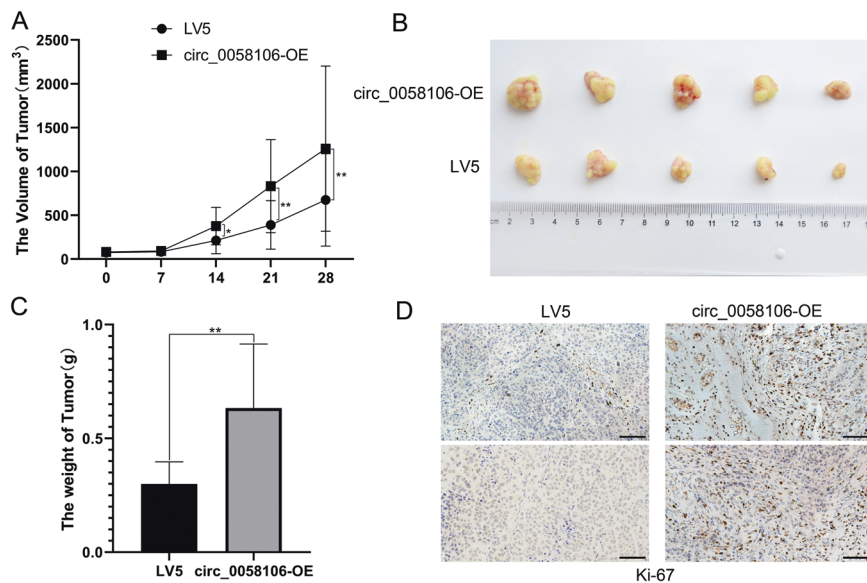 A
LV5
circ_0058106-OE
The Volume of Tumor(mm³)
2500
2000
1500
1000
500
0
0 7 14 21 28
*
**
**
B
circ_0058106-OE
LV5
cm 2 3 4 5 6 7 8 9 10 11 12 13 14 15 16 17
C
The weight of Tumor(g)
1.0
0.5
0.0
**
LV5 circ_0058106-OE
D
LV5 circ_0058106-OE
Ki-67